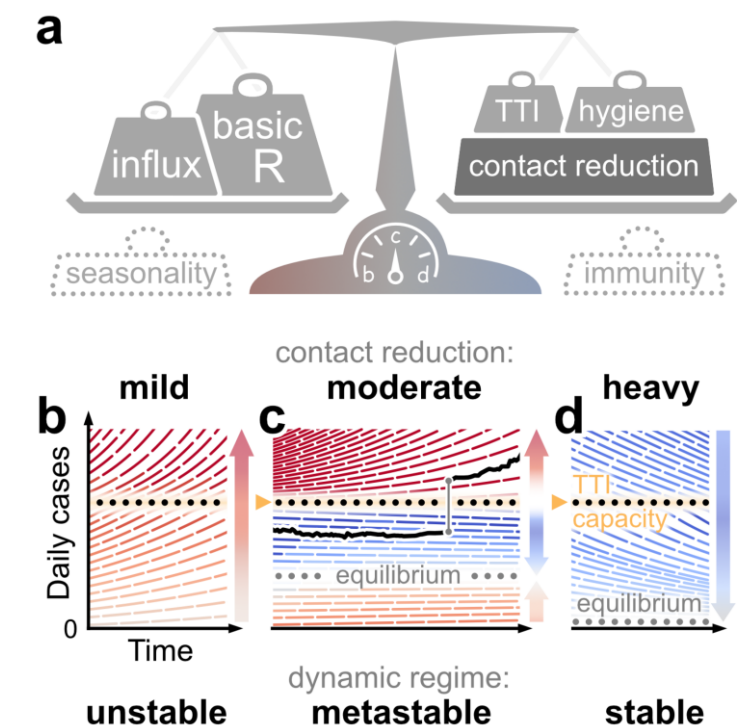 a
influx
basic
R
TTI
hygiene
contact reduction
seasonality
b c d
immunity
contact reduction:
mild
moderate
heavy
b
c
d
Daily cases
TTI
capacity
equilibrium
equilibrium
0
Time
dynamic regime:
unstable
metastable
stable